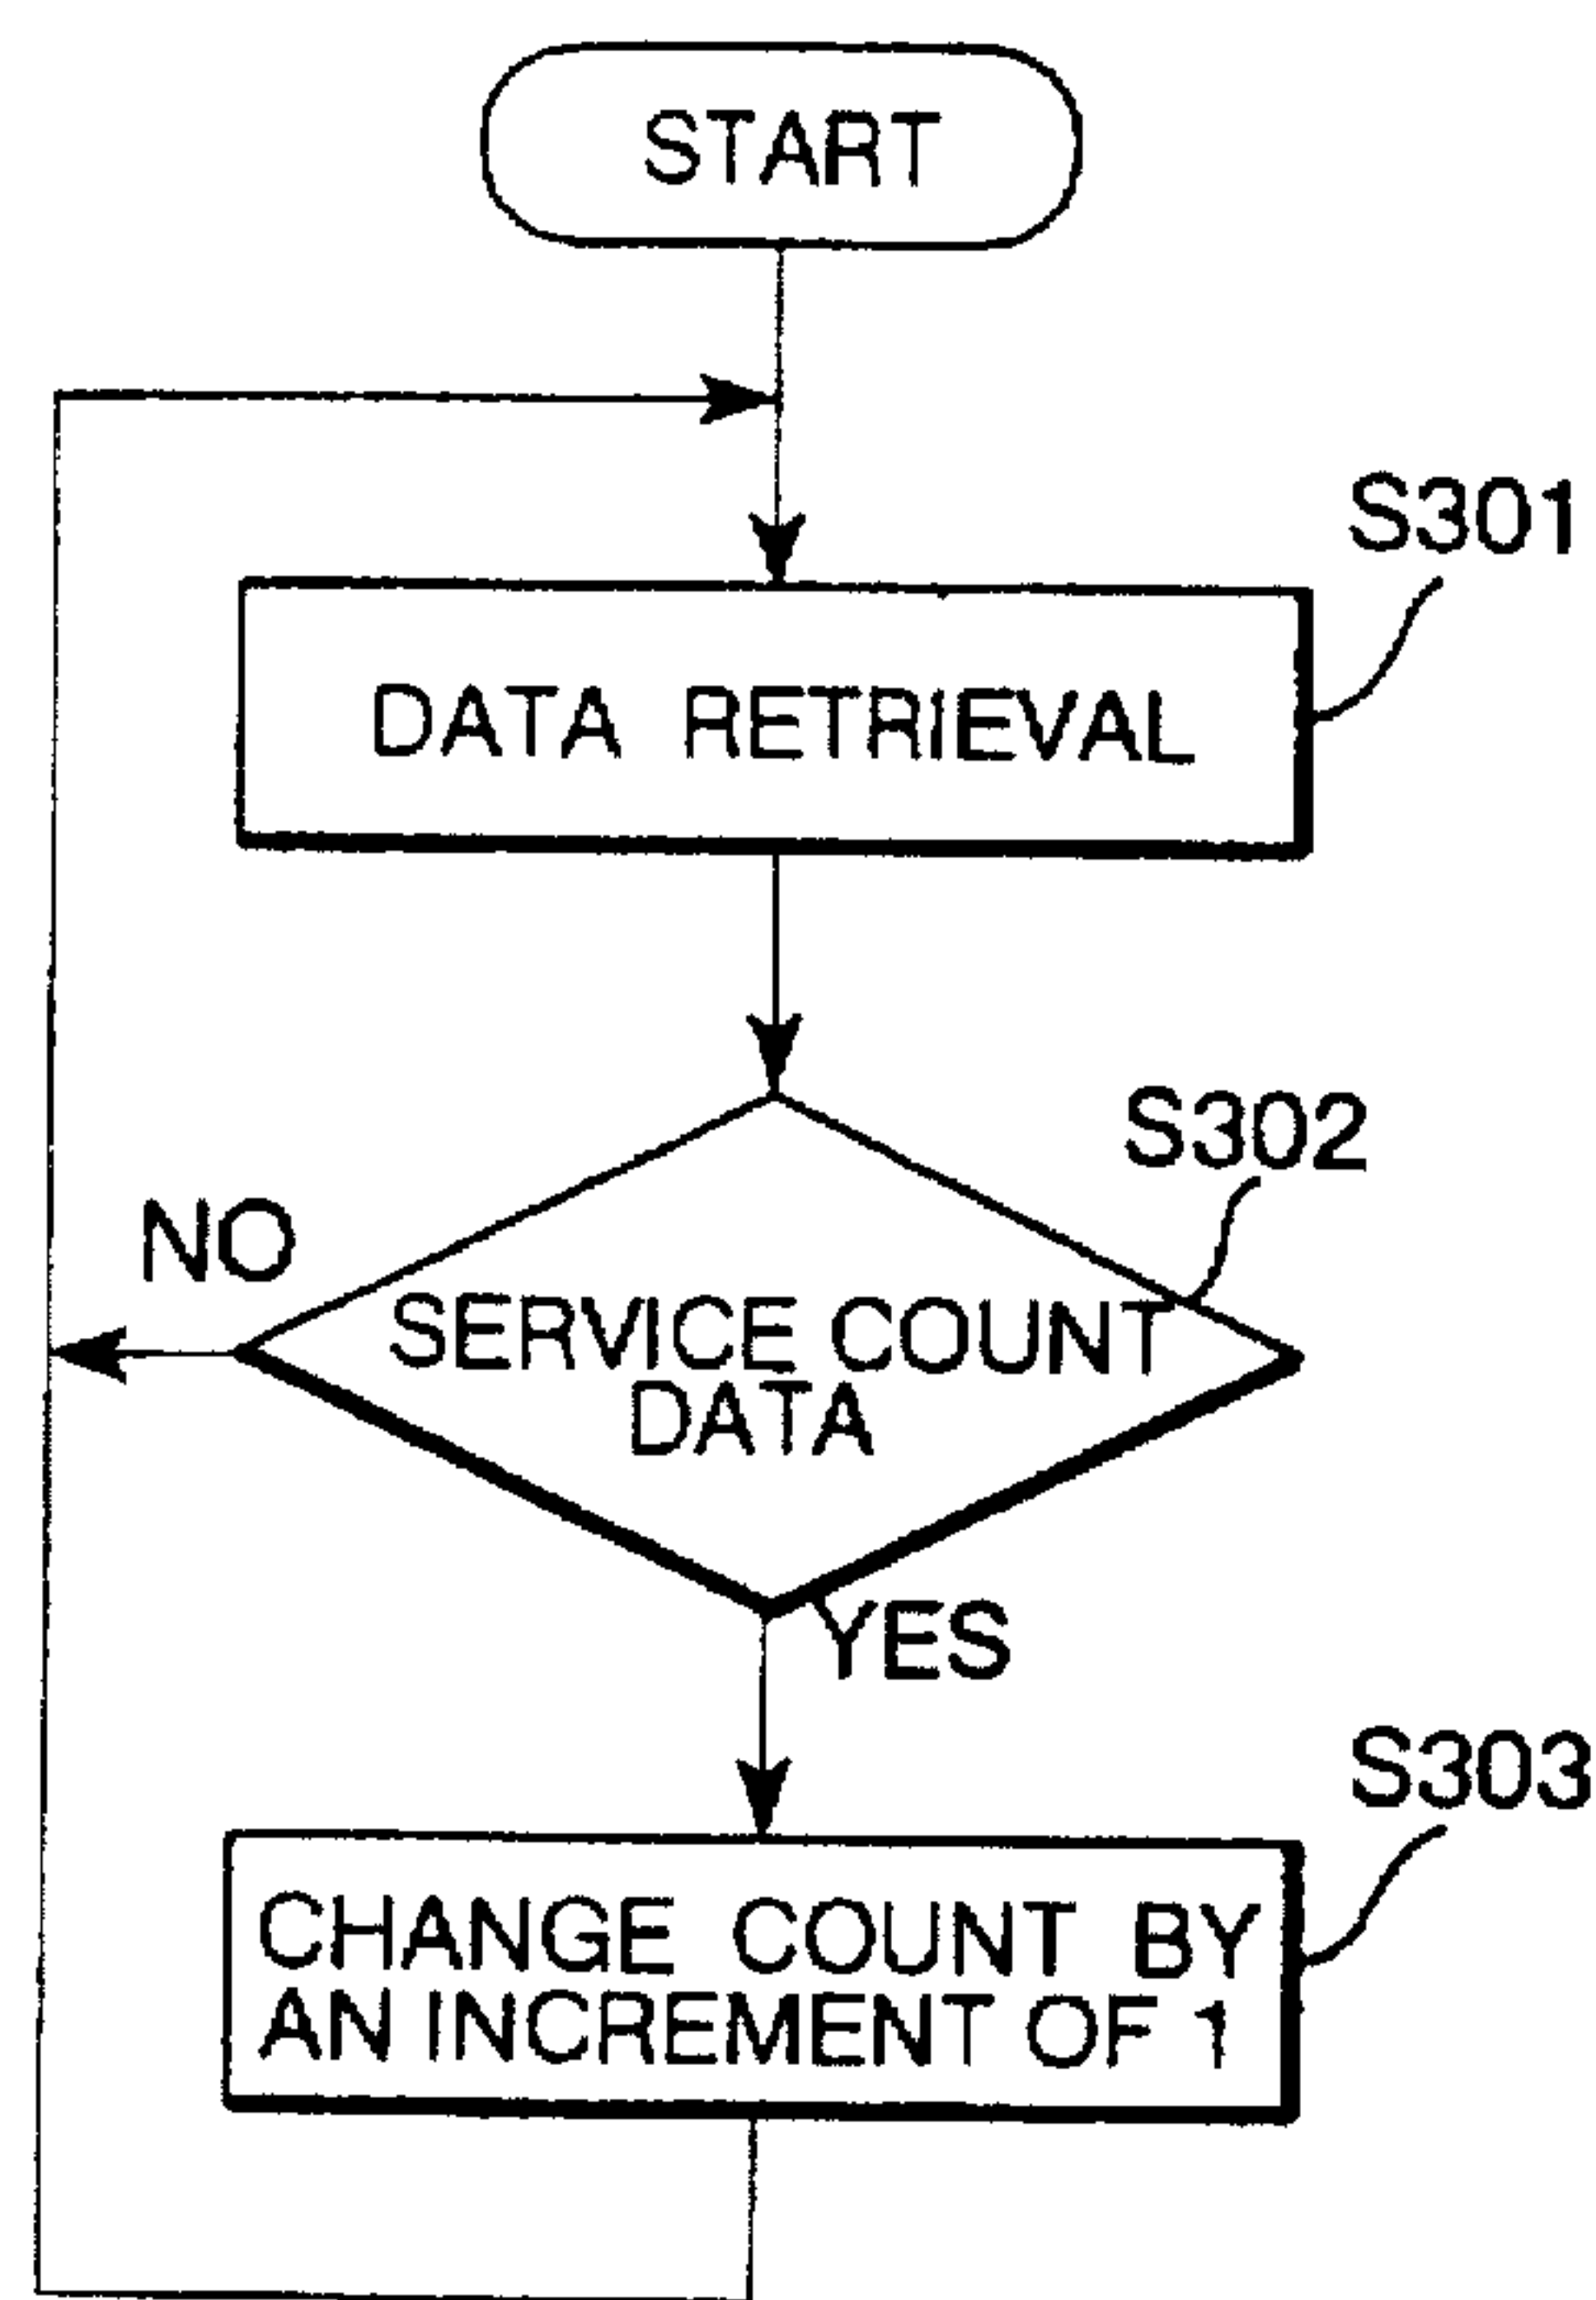 START
S301
DATA RETRIEVAL
S302
NO
SERVICE COUNT
DATA
YES
S303
CHANGE COUNT BY
AN INCREMENT OF 1